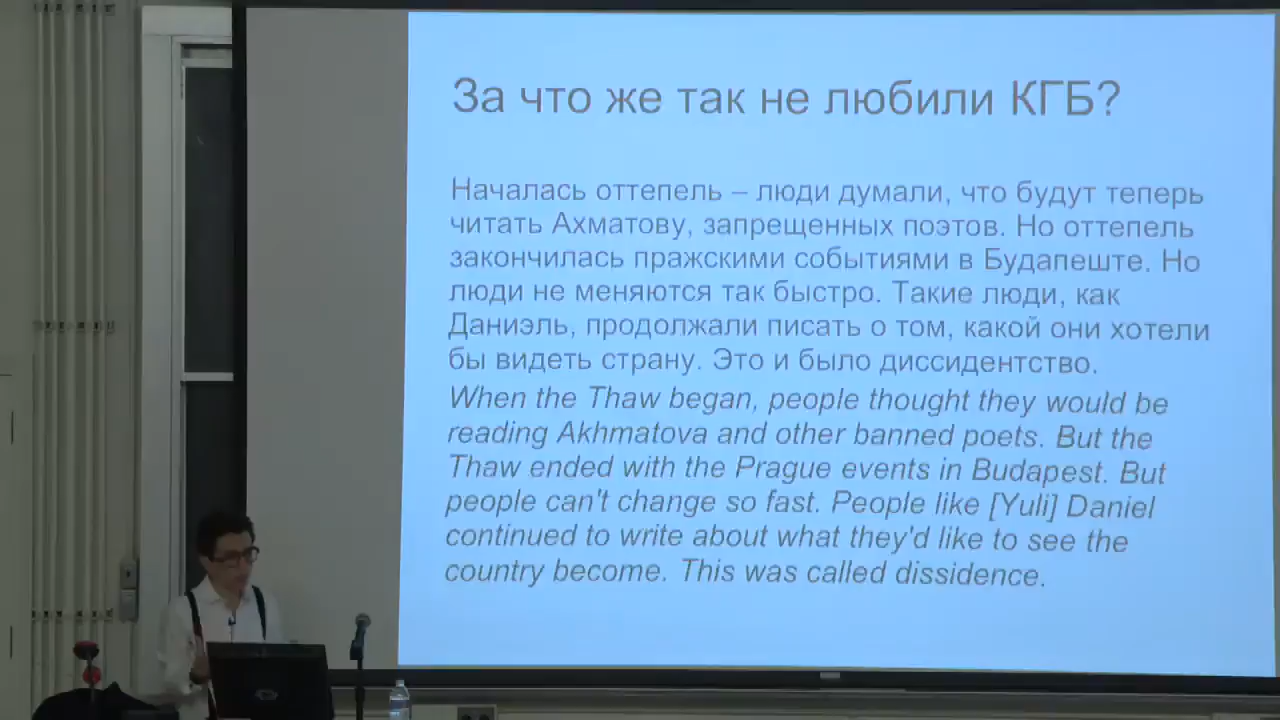 За что же так не любили КГБ?
Началась оттепель – люди думали, что будут теперь
читать Ахматову, запрещенных поэтов. Но оттепель
закончилась пражскими событиями в Будапеште. Но
люди не меняются так быстро. Такие люди, как
Даниэль, продолжали писать о том, какой они хотели
бы видеть страну. Это и было диссидентство.
When the Thaw began, people thought they would be
reading Akhmatova and other banned poets. But the
Thaw ended with the Prague events in Budapest. But
people can't change so fast. People like [Yuli] Daniel
continued to write about what they'd like to see the
country become. This was called dissidence.